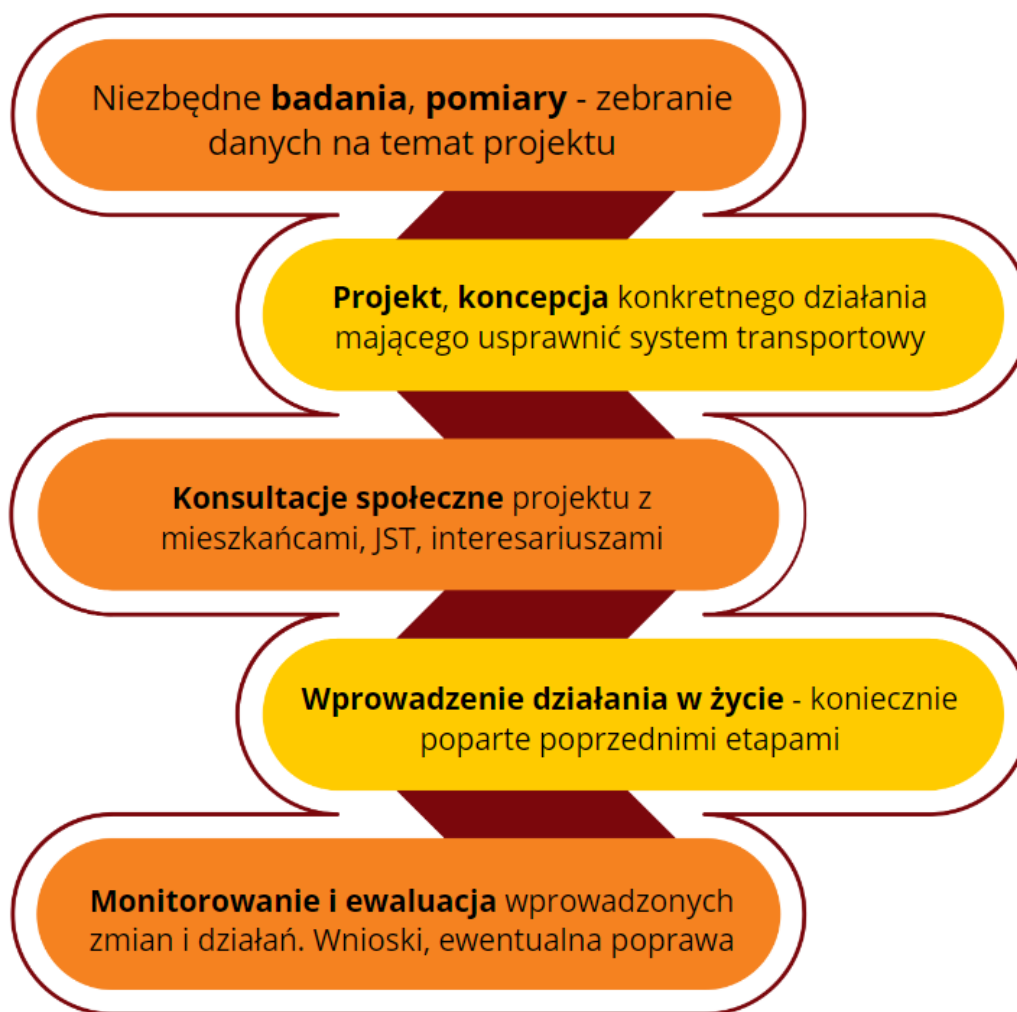 Niezbędne badania, pomiary - zebranie
danych na temat projektu
Projekt, koncepcja konkretnego działania
mającego usprawnić system transportowy
Konsultacje społeczne projektu z
mieszkańcami, JST, interesariuszami
Wprowadzenie działania w życie - koniecznie
poparte poprzednimi etapami
Monitorowanie i ewaluacja wprowadzonych
zmian i działań. Wnioski, ewentualna poprawa